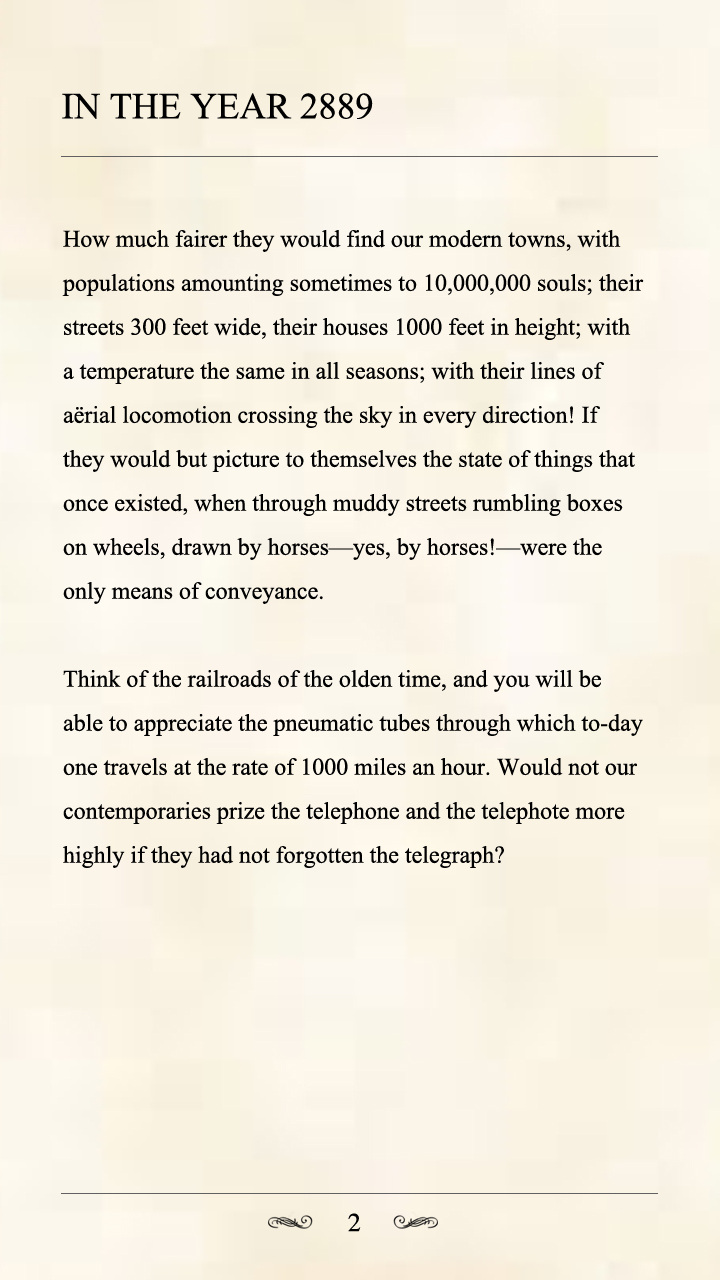 IN THE YEAR 2889
How much fairer they would find our modern towns, with
populations amounting sometimes to 10,000,000 souls; their
streets 300 feet wide, their houses 1000 feet in height; with
a temperature the same in all seasons; with their lines of
aërial locomotion crossing the sky in every direction! If
they would but picture to themselves the state of things that
once existed, when through muddy streets rumbling boxes
on wheels, drawn by horses—yes, by horses!—were the
only means of conveyance.
Think of the railroads of the olden time, and you will be
able to appreciate the pneumatic tubes through which to-day
one travels at the rate of 1000 miles an hour. Would not our
contemporaries prize the telephone and the telephote more
highly if they had not forgotten the telegraph?
2